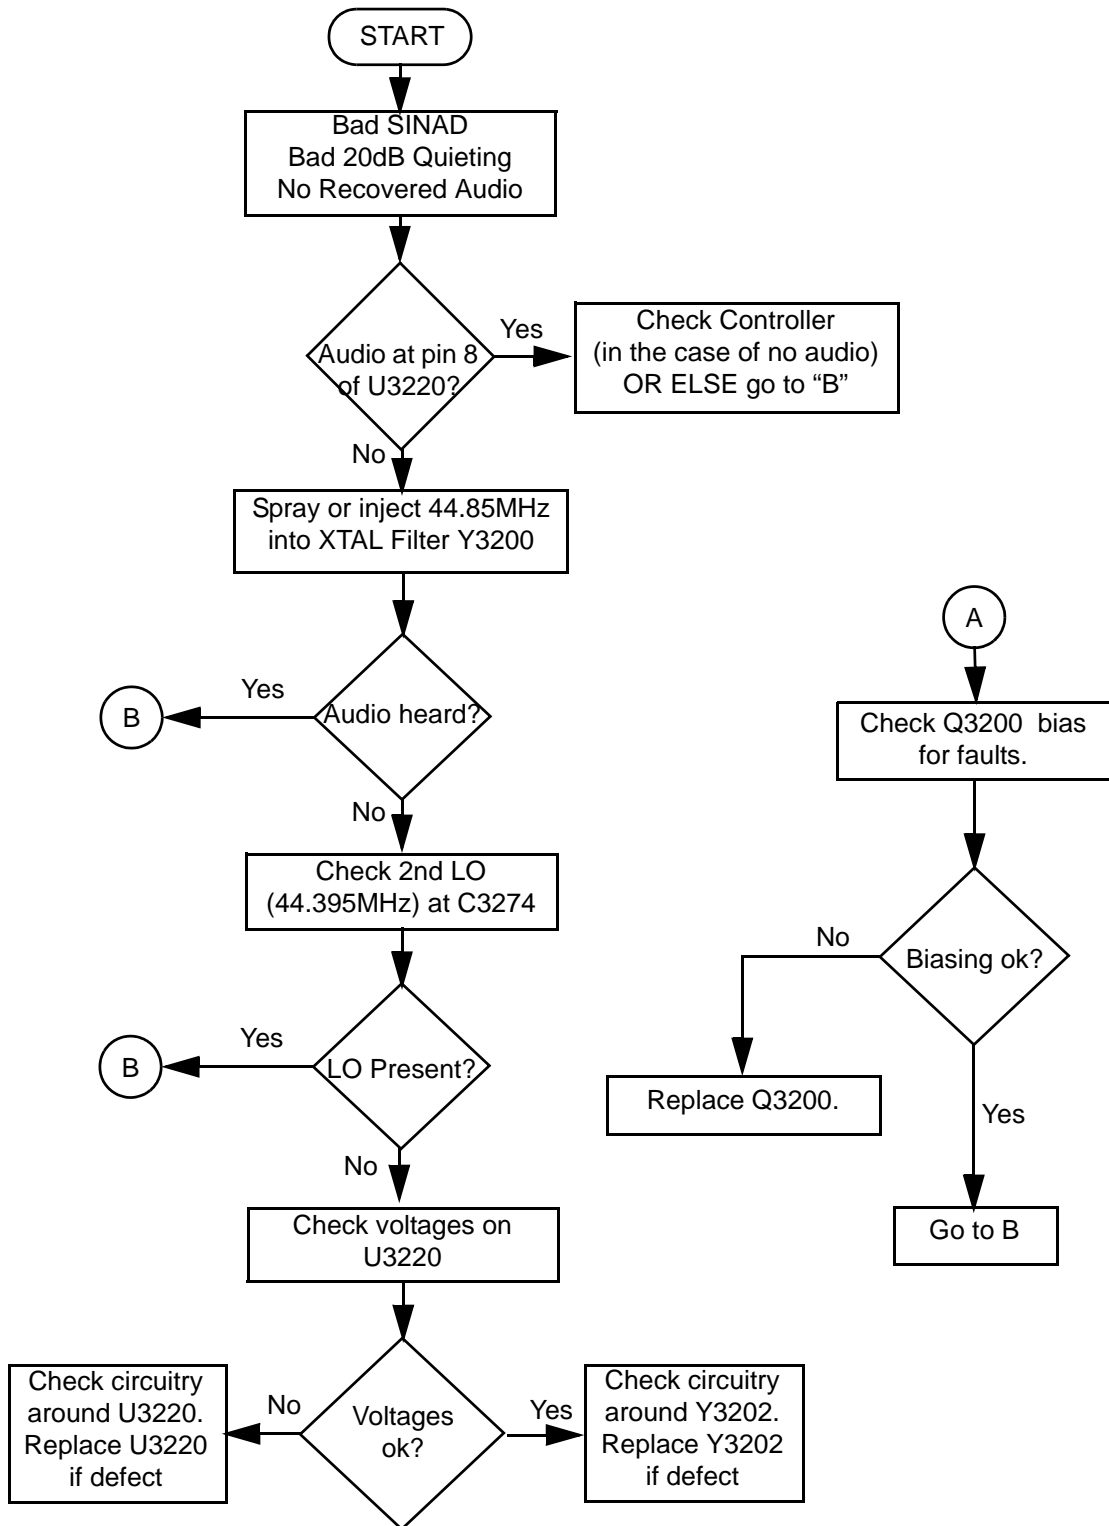 START
Bad SINAD
Bad 20dB Quieting
No Recovered Audio
Audio at pin 8
of U3220?
Yes
Check Controller
(in the case of no audio)
OR ELSE go to “B”
No
Spray or inject 44.85MHz
into XTAL Filter Y3200
Audio heard?
Yes
B
No
Check 2nd LO
(44.395MHz) at C3274
LO Present?
Yes
B
No
Check voltages on
U3220
Voltages
ok?
No
Check circuitry
around U3220.
Replace U3220
if defect
Yes
Check circuitry
around Y3202.
Replace Y3202
if defect
A
Check Q3200 bias
for faults.
Biasing ok?
No
Replace Q3200.
Yes
Go to B